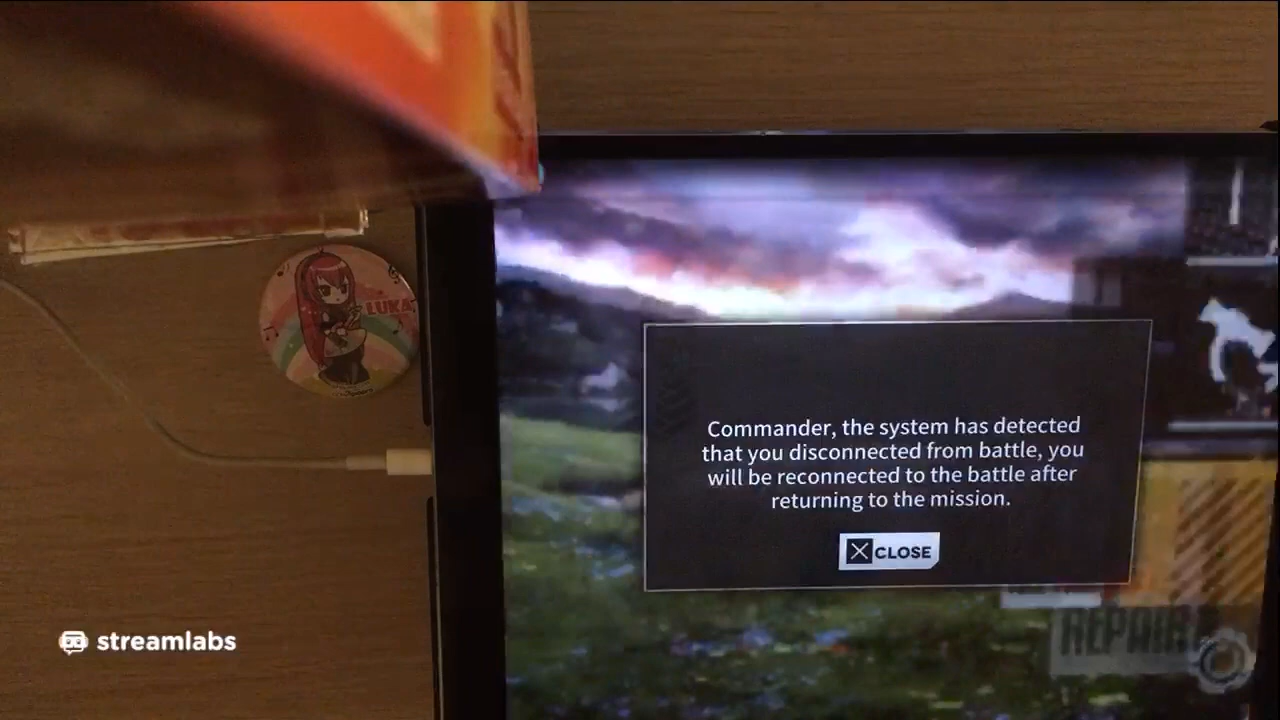 LUKA
Commander, the system has detected
that you disconnected from battle, you
will be reconnected to the battle after
returning to the mission.
CLOSE
REPAIR
streamlabs